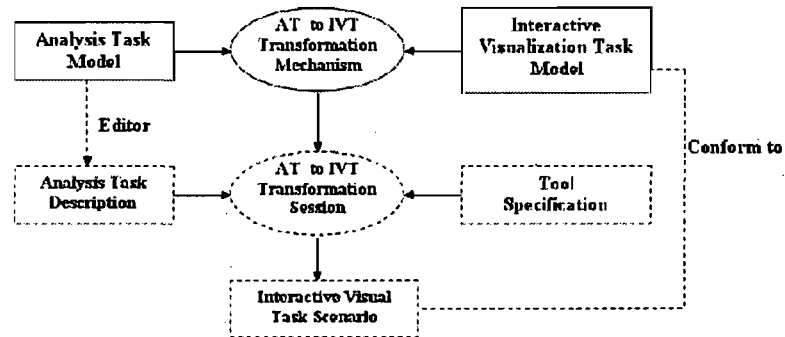 Analysis Task
Model
AT to IVT
Transformation
Mechanism
Interactive
Visualization Task
Model
Editor
Conform to
Analysis Task
Description
AT to IVT
Transformation
Session
Tool
Specification
Interactive Visual
Task Scenario